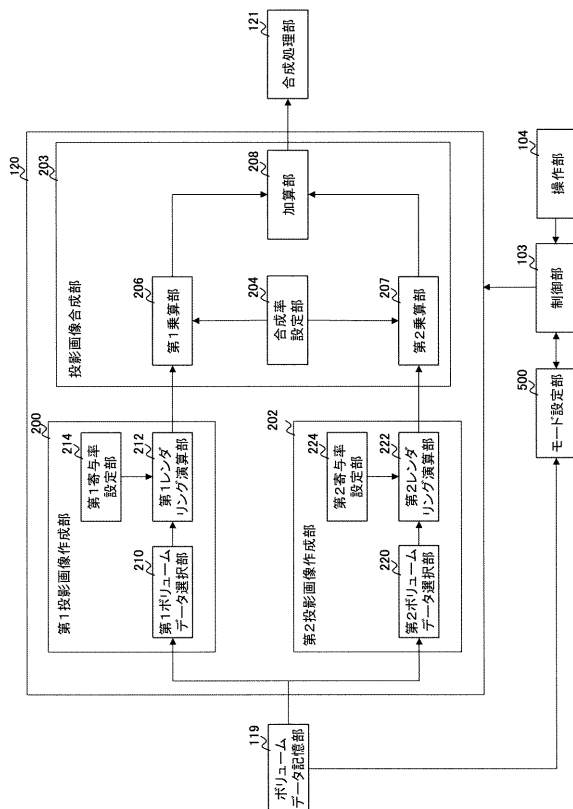 119
ボリューム
データ記憶部
120
200
第1投影画像作成部
214
第1寄与率
設定部
210
第1ボリューム
データ選択部
212
第1レンダ
リング演算部
202
第2投影画像作成部
224
第2寄与率
設定部
220
第2ボリューム
データ選択部
222
第2レンダ
リング演算部
203
投影画像合成部
206
第1乗算部
204
合成率
設定部
207
第2乗算部
208
加算部
121
合成処理部
500
モード設定部
103
制御部
104
操作部